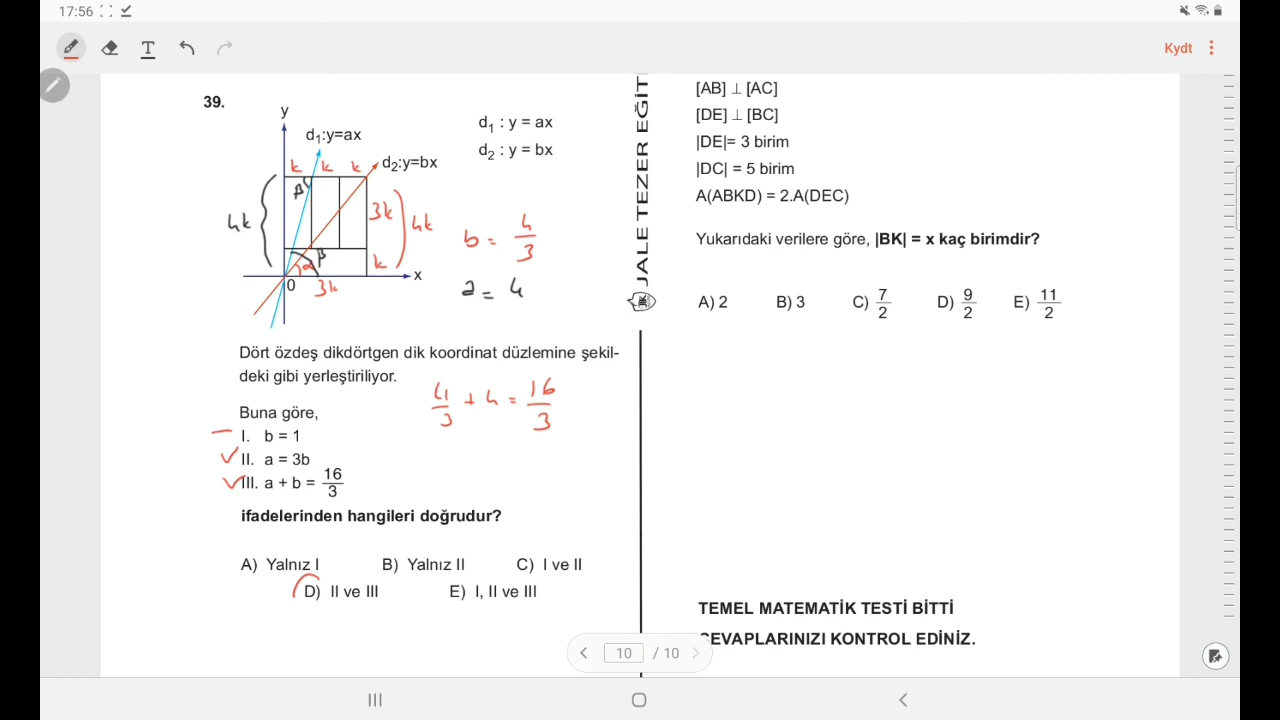 17:56
T
Kydt
39.
y
d1:y=ax
k k k
d2:y=bx
β
4k
3k
4k
β
α
k
0
3k
x
d1 : y = ax
d2 : y = bx
b = 4/3
a = 4
Dört özdeş dikdörtgen dik koordinat düzlemine şekil-
deki gibi yerleştiriliyor.
4/3 + 4 = 16/3
Buna göre,
I. b = 1
II. a = 3b
III. a + b = 16/3
ifadelerinden hangileri doğrudur?
A) Yalnız I B) Yalnız II C) I ve II
D) II ve III E) I, II ve III
JALE TEZER EĞİT
[AB] ⊥ [AC]
[DE] ⊥ [BC]
|DE|= 3 birim
|DC| = 5 birim
A(ABKD) = 2.A(DEC)
Yukarıdaki verilere göre, |BK| = x kaç birimdir?
A) 2 B) 3 C) 7/2 D) 9/2 E) 11/2
TEMEL MATEMATİK TESTİ BİTTİ
CEVAPLARINIZI KONTROL EDİNİZ.
10 / 10